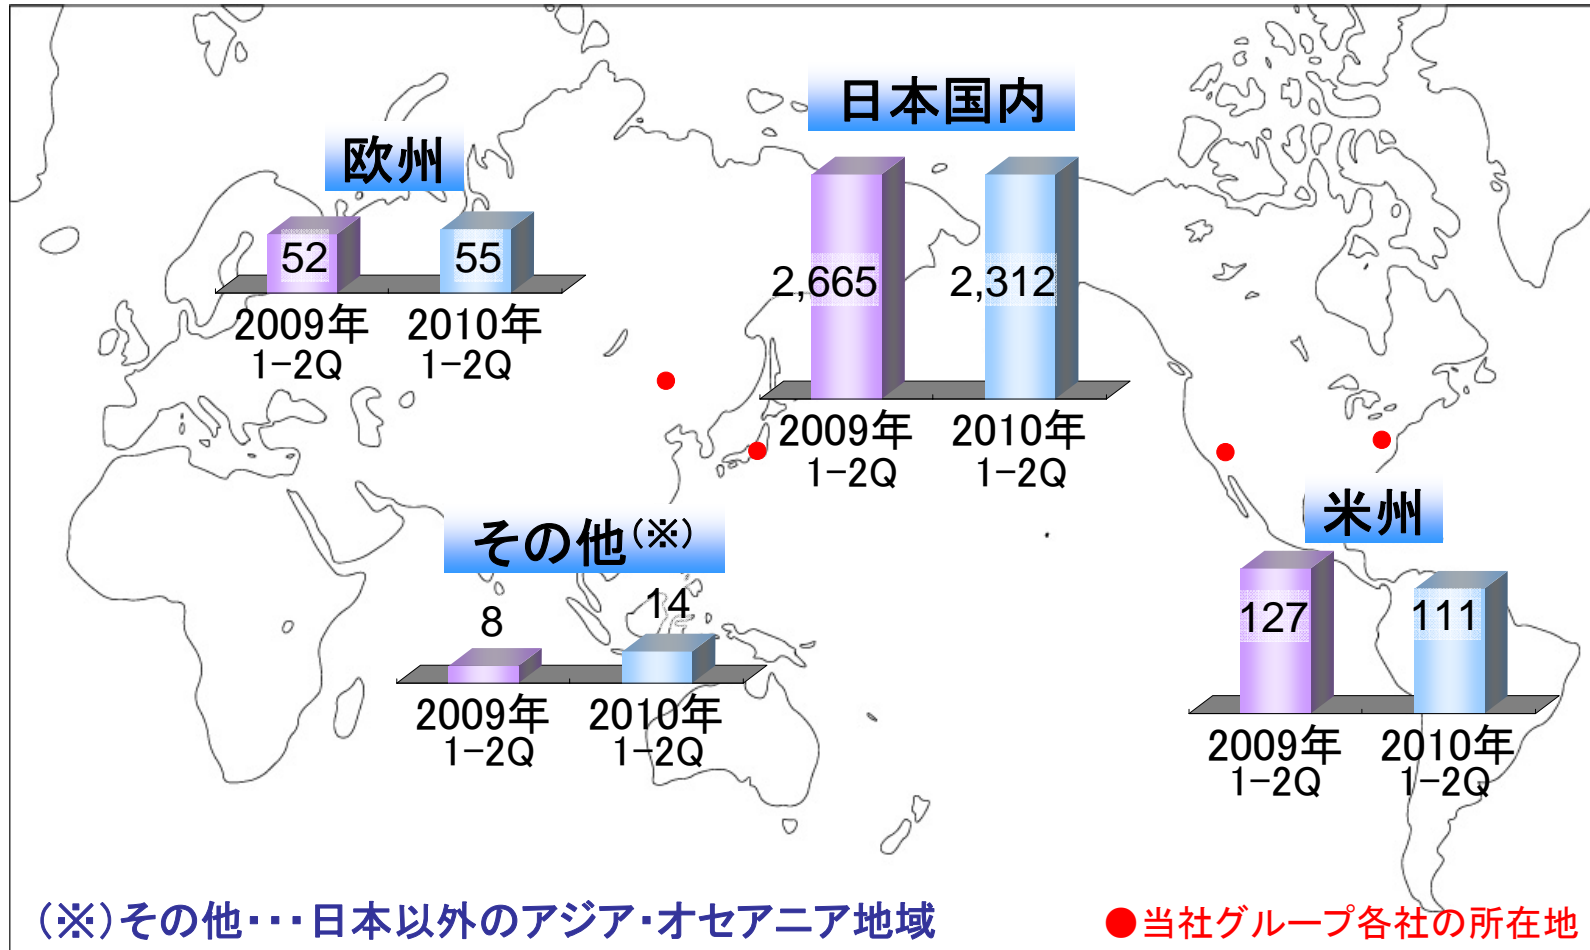 日本国内
2,665
2,312
2009年
1-2Q
2010年
1-2Q
欧州
52
55
2009年
1-2Q
2010年
1-2Q
その他(※)
8
14
2009年
1-2Q
2010年
1-2Q
米州
127
111
2009年
1-2Q
2010年
1-2Q
(※)その他・・・日本以外のアジア・オセアニア地域
●当社グループ各社の所在地